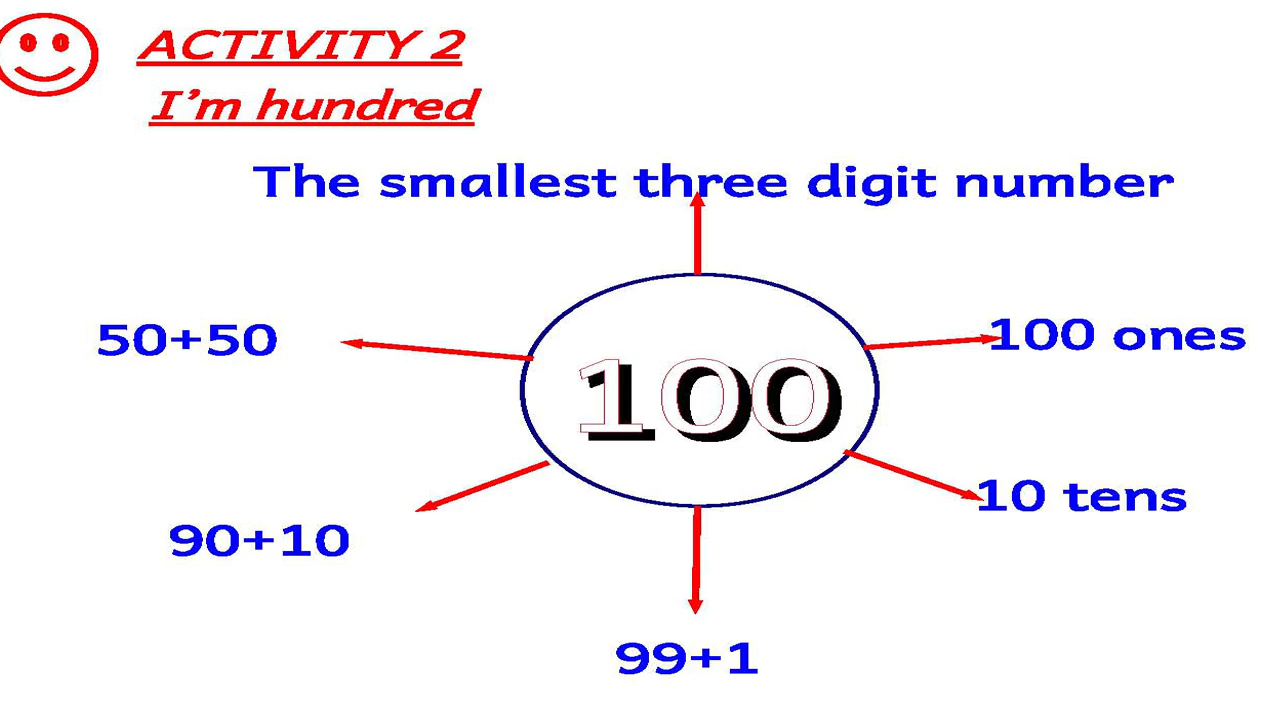 ACTIVITY 2
I'm hundred
The smallest three digit number
50+50
100 ones
100
10 tens
90+10
99+1